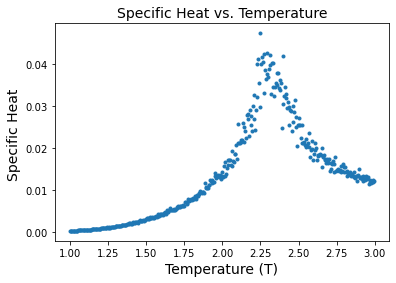 Specific Heat vs. Temperature
Specific Heat
0.04
0.03
0.02
0.01
0.00
1.00 1.25 1.50 1.75 2.00 2.25 2.50 2.75 3.00
Temperature (T)